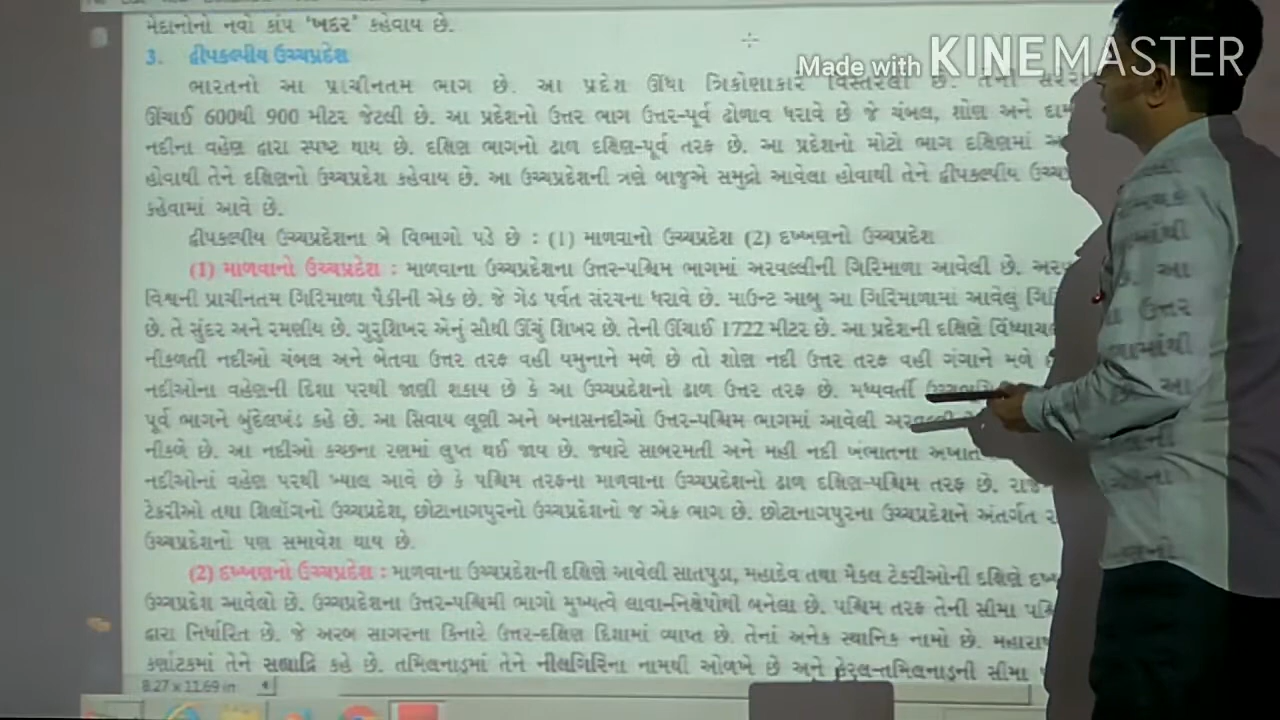 મેદાનોનો નવો કાંપ 'ખદર' કહેવાય છે.
Made with KINEMASTER
3. દ્વીપકલ્પીય ઉચ્ચપ્રદેશ
ભારતનો આ પ્રાચીનતમ ભાગ છે. આ પ્રદેશ ઊંધા ત્રિકોણાકારે વિસ્તરેલો છે. તેની
ઊંચાઈ 600થી 900 મીટર જેટલી છે. આ પ્રદેશનો ઉત્તર ભાગ ઉત્તર-પૂર્વ ઢોળાવ ધરાવે છે જે ચંબલ, શોણ અને
નદીના વહેણ દ્વારા સ્પષ્ટ થાય છે. દક્ષિણ ભાગનો ઢાળ દક્ષિણ-પૂર્વ તરફ છે. આ પ્રદેશનો મોટો ભાગ દક્ષિણમાં
હોવાથી તેને દક્ષિણનો ઉચ્ચપ્રદેશ કહેવાય છે. આ ઉચ્ચપ્રદેશની ત્રણે બાજુએ સમુદ્રો આવેલા હોવાથી તેને દ્વીપકલ્પીય
કહેવામાં આવે છે.
દ્વીપકલ્પીય ઉચ્ચપ્રદેશના બે વિભાગો પડે છે : (1) માળવાનો ઉચ્ચપ્રદેશ (2) દખ્ખણનો ઉચ્ચપ્રદેશ
(1) માળવાનો ઉચ્ચપ્રદેશ : માળવાના ઉચ્ચપ્રદેશના ઉત્તર-પશ્ચિમ ભાગમાં અરવલ્લીની ગિરિમાળા આવેલી છે.
વિશ્વની પ્રાચીનતમ ગિરિમાળા પૈકીની એક છે. જે ગેડ પર્વત સંરચના ધરાવે છે. માઉન્ટ આબુ આ ગિરિમાળામાં આવેલું
છે. તે સુંદર અને રમણીય છે. ગુરુશિખર એનું સૌથી ઊંચું શિખર છે. તેની ઊંચાઈ 1722 મીટર છે. આ પ્રદેશની દક્ષિણે
નીકળતી નદીઓ ચંબલ અને બેતવા ઉત્તર તરફ વહી યમુનાને મળે છે તો શોણ નદી ઉત્તર તરફ વહી ગંગાને મળે
નદીઓના વહેણની દિશા પરથી જાણી શકાય છે કે આ ઉચ્ચપ્રદેશનો ઢાળ ઉત્તર તરફ છે. મધ્યવર્તી
પૂર્વ ભાગને બુંદેલખંડ કહે છે. આ સિવાય લૂણી અને બનાસનદીઓ ઉત્તર-પશ્ચિમ ભાગમાં આવેલી
નીકળે છે. આ નદીઓ કચ્છના રણમાં લુપ્ત થઈ જાય છે. જ્યારે સાબરમતી અને મહી નદી ખંભાતના
નદીઓનાં વહેણ પરથી ખ્યાલ આવે છે કે પશ્ચિમ તરફના માળવાના ઉચ્ચપ્રદેશનો ઢાળ દક્ષિણ-પશ્ચિમ તરફ છે.
ટેકરીઓ તથા શિલૉંગનો ઉચ્ચપ્રદેશ, છોટાનાગપુરનો ઉચ્ચપ્રદેશનો જ એક ભાગ છે. છોટાનાગપુરના ઉચ્ચપ્રદેશને અંતર્ગત
ઉચ્ચપ્રદેશનો પણ સમાવેશ થાય છે.
(2) દખ્ખણનો ઉચ્ચપ્રદેશ : માળવાના ઉચ્ચપ્રદેશની દક્ષિણે આવેલી સાતપુડા, મહાદેવ તથા મૈકલ ટેકરીઓની દક્ષિણે
ઉચ્ચપ્રદેશ આવેલો છે. ઉચ્ચપ્રદેશના ઉત્તર-પશ્ચિમી ભાગો મુખ્યત્વે લાવા-નિક્ષેપોથી બનેલા છે. પશ્ચિમ તરફ તેની સીમા
દ્વારા નિર્ધારિત છે. જે અરબ સાગરના કિનારે ઉત્તર-દક્ષિણ દિશામાં વ્યાપ્ત છે. તેનાં અનેક સ્થાનિક નામો છે.
કર્ણાટકમાં તેને સહ્યાદ્રિ કહે છે. તમિલનાડુમાં તેને નીલગિરિના નામથી ઓળખે છે અને કેરલ-તમિલનાડુની સીમા
8.27 x 11.69 in